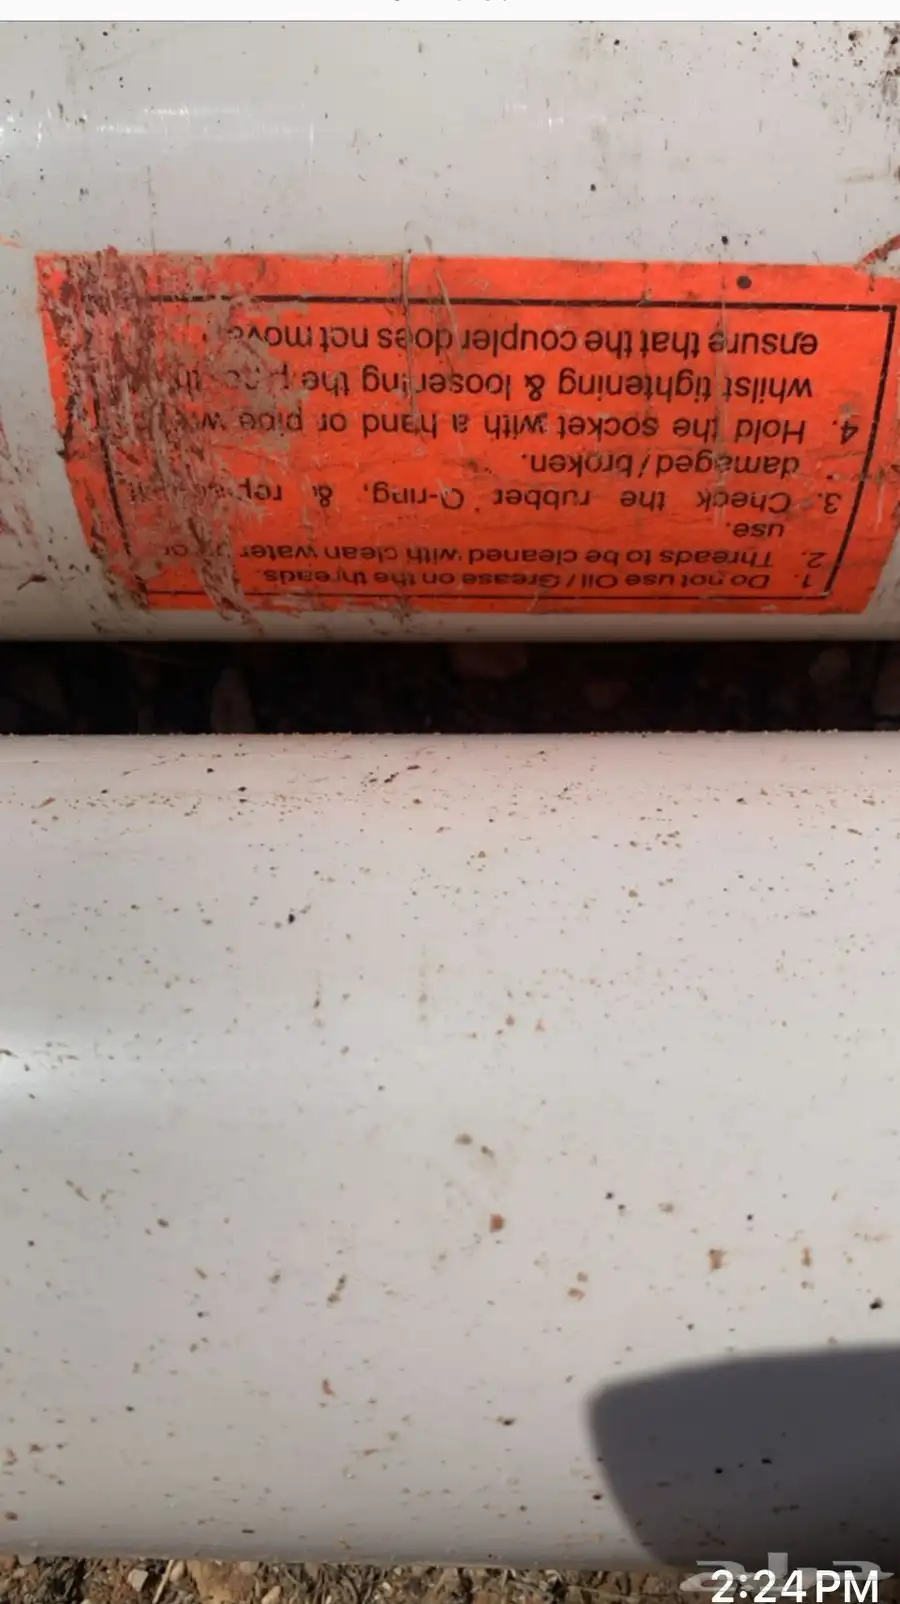 1. Do not use Oil / Grease on the threads.
2. Threads to be cleaned with clean water
use.
3. Check the rubber O-ring, &
damaged / broken.
4. Hold the socket with a hand or pipe
whilst tightening & loosening the
ensure that the coupler does not move
2:24 PM